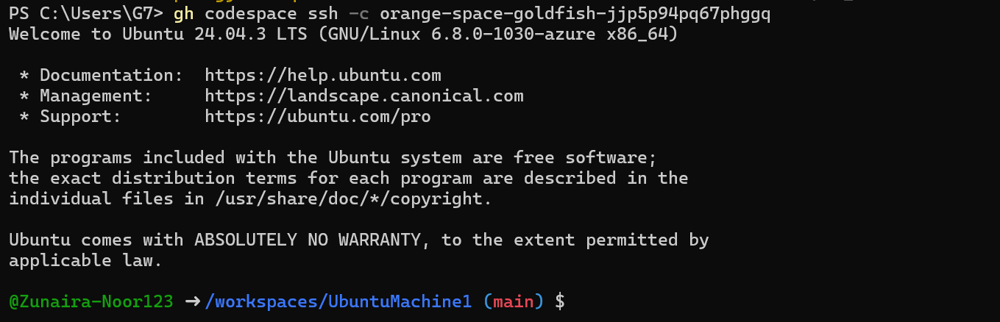 PS C:\Users\G7> gh codespace ssh -c orange-space-goldfish-jjp5p94pq67phggq
Welcome to Ubuntu 24.04.3 LTS (GNU/Linux 6.8.0-1030-azure x86_64)
* Documentation: https://help.ubuntu.com
* Management: https://landscape.canonical.com
* Support: https://ubuntu.com/pro
The programs included with the Ubuntu system are free software;
the exact distribution terms for each program are described in the
individual files in /usr/share/doc/*/copyright.
Ubuntu comes with ABSOLUTELY NO WARRANTY, to the extent permitted by
applicable law.
@Zunaira-Noor123 ➜ /workspaces/UbuntuMachine1 (main) $